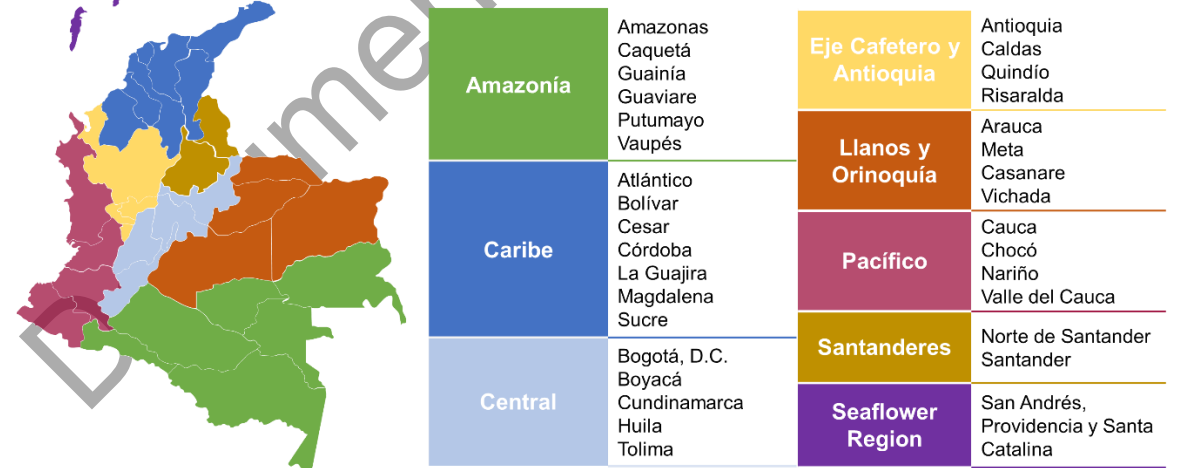 Amazonía
Amazonas
Caquetá
Guainía
Guaviare
Putumayo
Vaupés
Caribe
Atlántico
Bolívar
Cesar
Córdoba
La Guajira
Magdalena
Sucre
Central
Bogotá, D.C.
Boyacá
Cundinamarca
Huila
Tolima
Eje Cafetero y
Antioquia
Antioquia
Caldas
Quindío
Risaralda
Llanos y
Orinoquía
Arauca
Meta
Casanare
Vichada
Pacífico
Cauca
Chocó
Nariño
Valle del Cauca
Santanderes
Norte de Santander
Santander
Seaflower
Region
San Andrés,
Providencia y Santa
Catalina